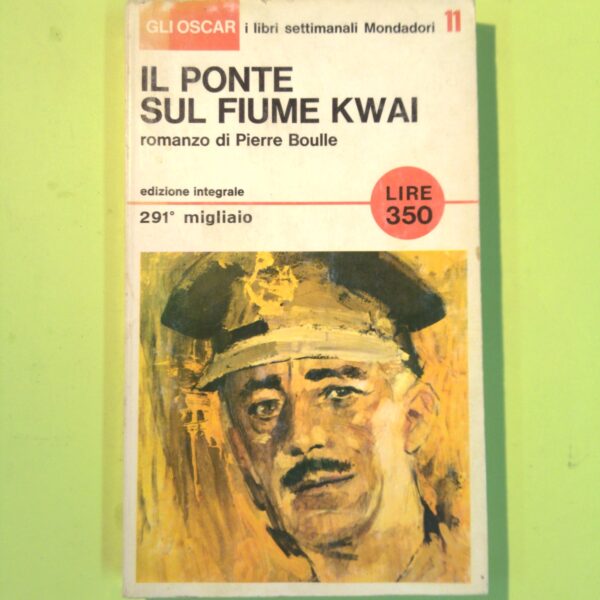 GLI OSCAR i libri settimanali Mondadori 11
IL PONTE
SUL FIUME KWAI
romanzo di Pierre Boulle
edizione integrale
291° migliaio
LIRE
350